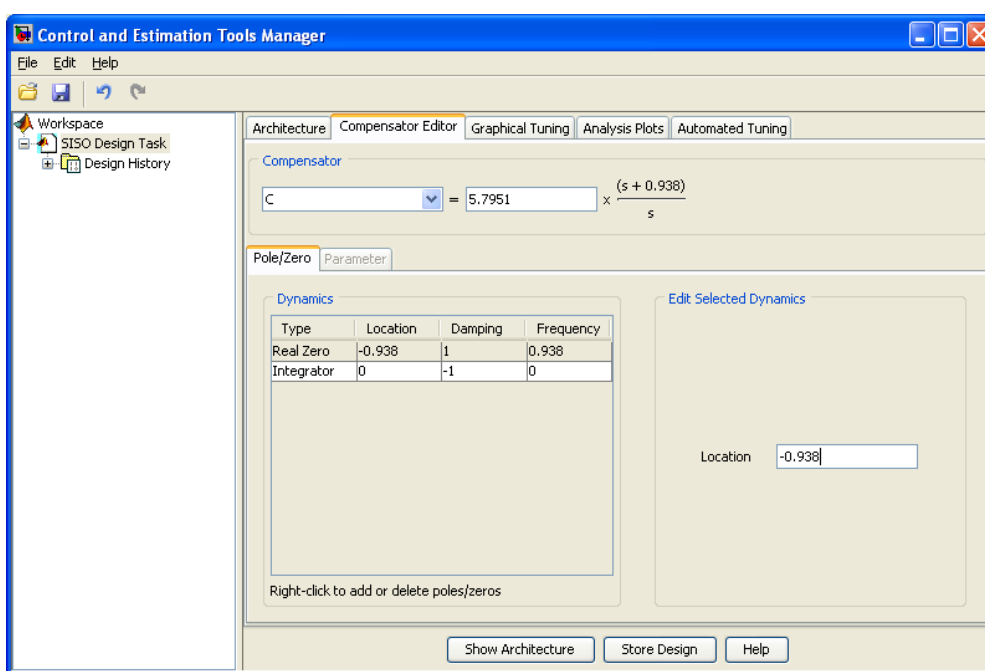 Control and Estimation Tools Manager
File Edit Help
Workspace
SISO Design Task
Design History
Architecture Compensator Editor Graphical Tuning Analysis Plots Automated Tuning
Compensator
C = 5.7951 x (s + 0.938)
s
Pole/Zero Parameter
Dynamics
Type Location Damping Frequency
Real Zero -0.938 1 0.938
Integrator 0 -1 0
Right-click to add or delete poles/zeros
Edit Selected Dynamics
Location -0.938
Show Architecture Store Design Help